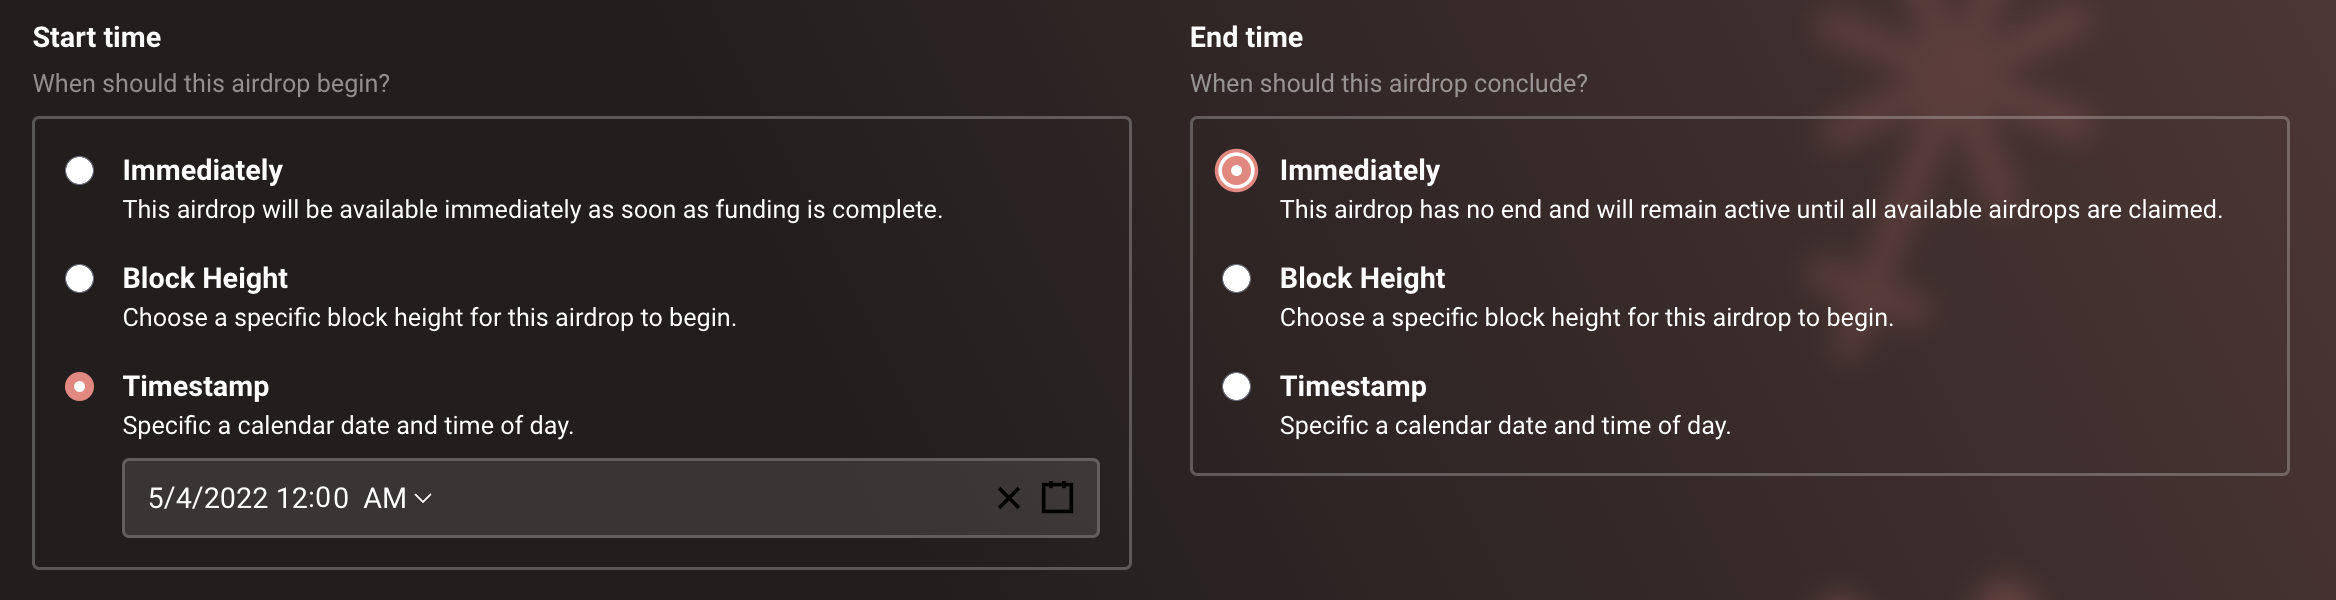 Start time
When should this airdrop begin?
Immediately
This airdrop will be available immediately as soon as funding is complete.
Block Height
Choose a specific block height for this airdrop to begin.
Timestamp
Specific a calendar date and time of day.
5/4/2022 12:00 AM
End time
When should this airdrop conclude?
Immediately
This airdrop has no end and will remain active until all available airdrops are claimed.
Block Height
Choose a specific block height for this airdrop to begin.
Timestamp
Specific a calendar date and time of day.